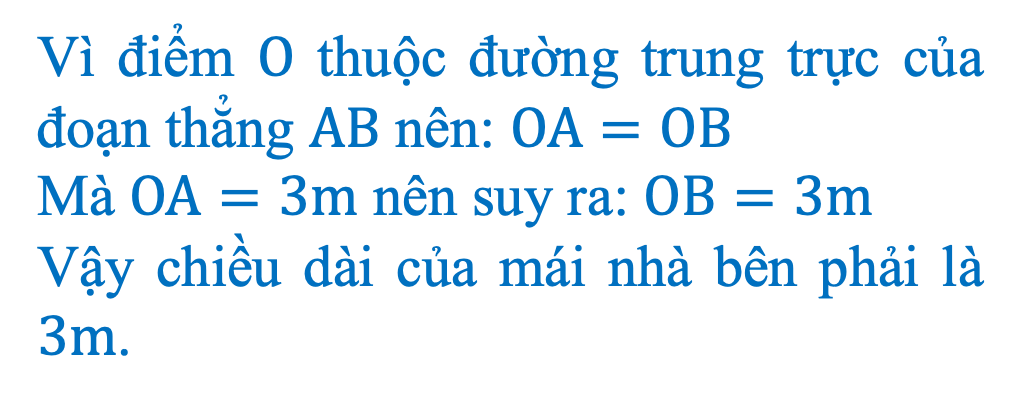 Vì điểm O thuộc đường trung trực của
đoạn thẳng AB nên: OA = OB
Mà OA = 3m nên suy ra: OB = 3m
Vậy chiều dài của mái nhà bên phải là
3m.